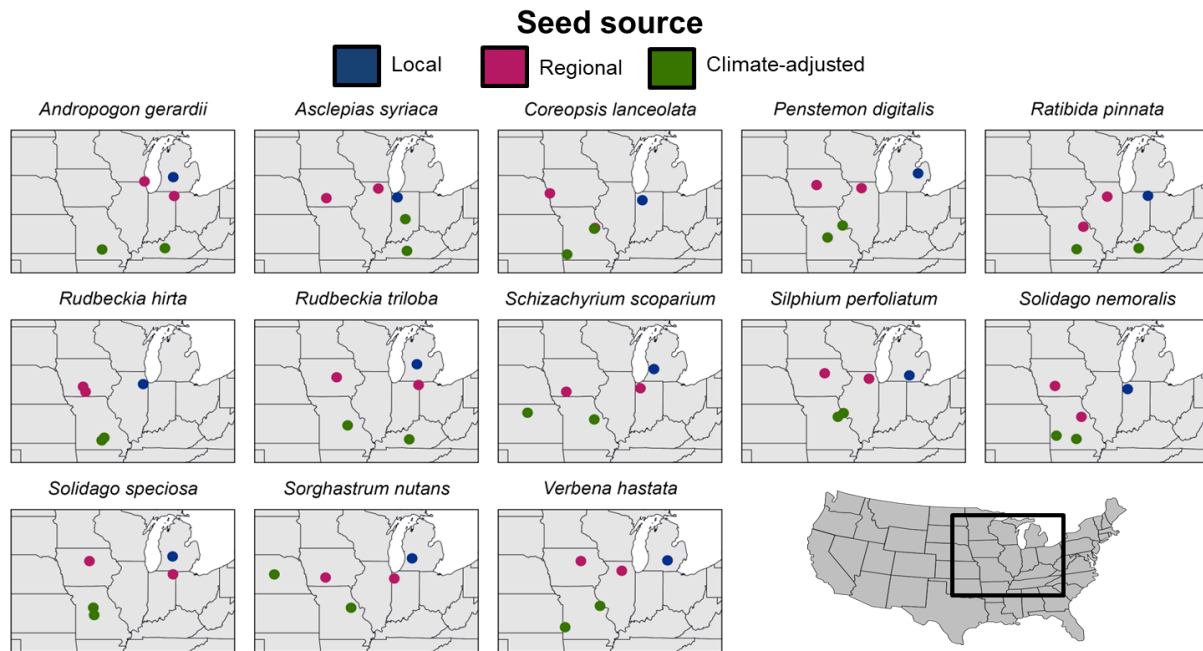 Seed source
Local Regional Climate-adjusted
Andropogon gerardii Asclepias syriaca Coreopsis lanceolata Penstemon digitalis Ratibida pinnata
Rudbeckia hirta Rudbeckia triloba Schizachyrium scoparium Silphium perfoliatum Solidago nemoralis
Solidago speciosa Sorghastrum nutans Verbena hastata